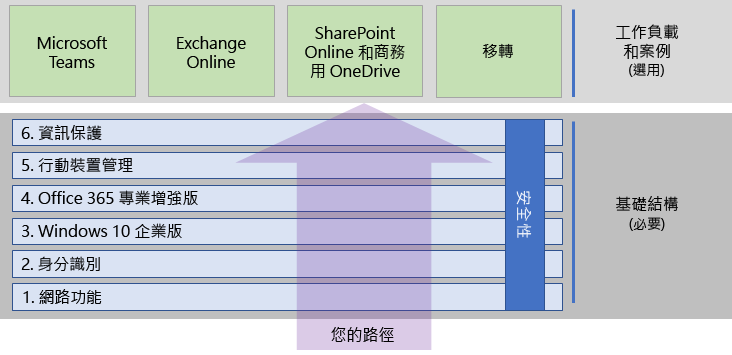 Microsoft
Teams
Exchange
Online
SharePoint
Online 和商務
用 OneDrive
移轉
工作負載
和案例
(選用)
6. 資訊保護
5. 行動裝置管理
4. Office 365 專業增強版
3. Windows 10 企業版
2. 身分識別
1. 網路功能
安全性
基礎結構
(必要)
您的路徑